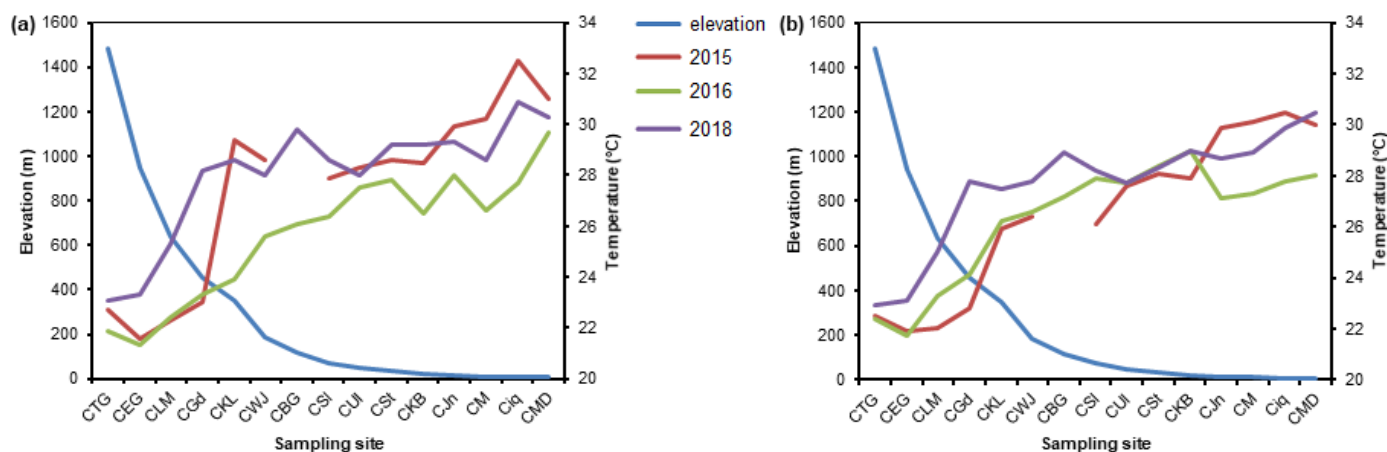 (a)
1600
1400
1200
1000
800
600
400
200
0
Elevation (m)
34
32
30
28
26
24
22
20
Temperature (°C)
CTG
CEG
CLM
CGd
CKL
CWJ
CBG
CSl
CUl
CSt
CKB
CJn
CM
Ciq
CMD
Sampling site
elevation
2015
2016
2018
(b)
1600
1400
1200
1000
800
600
400
200
0
Elevation (m)
34
32
30
28
26
24
22
20
Temperature (°C)
CTG
CEG
CLM
CGd
CKL
CWJ
CBG
CSl
CUl
CSt
CKB
CJn
CM
Ciq
CMD
Sampling site